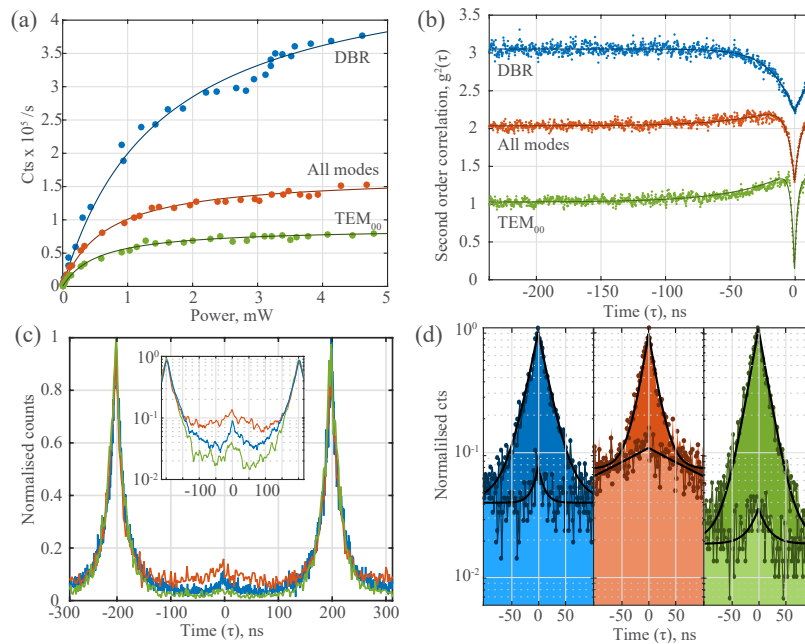 (a)
Cts x 10⁵ /s
4
3.5
3
2.5
2
1.5
1
0.5
0
DBR
All modes
TEM₀₀
0 1 2 3 4 5
Power, mW
(b)
Second order correlation, g²(τ)
3.5
3
2.5
2
1.5
1
0.5
0
DBR
All modes
TEM₀₀
-200 -150 -100 -50 0
Time (τ), ns
(c)
Normalised counts
1
0.8
0.6
0.4
0.2
0
10⁰
10⁻¹
10⁻²
-100 0 100
-300 -200 -100 0 100 200 300
Time (τ), ns
(d)
Normalilsed cts
10⁰
10⁻¹
10⁻²
-50 0 50 -50 0 50 -50 0 50
Time (τ), ns